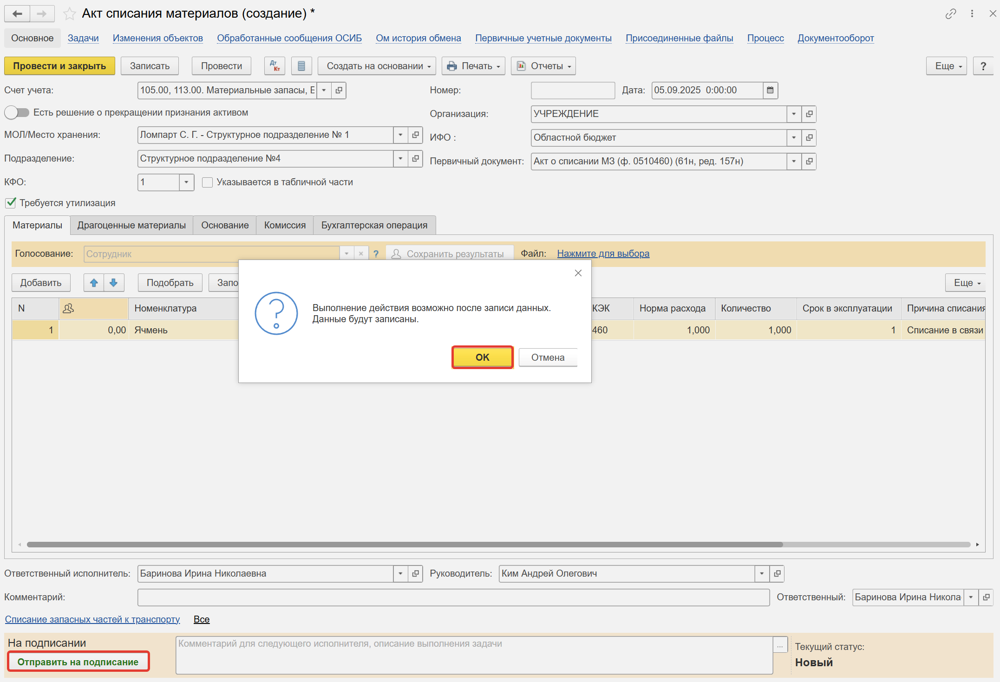 Акт списания материалов (создание) *
Основное Задачи Изменения объектов Обработанные сообщения ОСИБ Ом история обмена Первичные учетные документы Присоединенные файлы Процесс Документооборот
Провести и закрыть Записать Провести Дт Кт Создать на основании Печать Отчеты Еще ?
Счет учета: 105.00, 113.00. Материальные запасы, Номер: Дата: 05.09.2025 0:00:00
Есть решение о прекращении признания активом Организация: УЧРЕЖДЕНИЕ
МОЛ/Место хранения: Ломпарт С. Г. - Структурное подразделение № 1 ИФО : Областной бюджет
Подразделение: Структурное подразделение №4 Первичный документ: Акт о списании МЗ (ф. 0510460) (61н, ред. 157н)
КФО: 1 Указывается в табличной части
Требуется утилизация
Материалы Драгоценные материалы Основание Комиссия Бухгалтерская операция
Голосование: Сотрудник ? Сохранить результаты Файл: Нажмите для выбора
Добавить Подобрать Запо Еще
N Номенклатура КЭК Норма расхода Количество Срок в эксплуатации Причина списания
1 0,00 Ячмень 460 1,000 1,000 1 Списание в связи
Выполнение действия возможно после записи данных.
Данные будут записаны.
OK Отмена
Ответственный исполнитель: Баринова Ирина Николаевна Руководитель: Ким Андрей Олегович
Комментарий: Ответственный: Баринова Ирина Никола
Списание запасных частей к транспорту Все
На подписании Комментарий для следующего исполнителя, описание выполнения задачи ... Текущий статус:
Отправить на подписание Новый